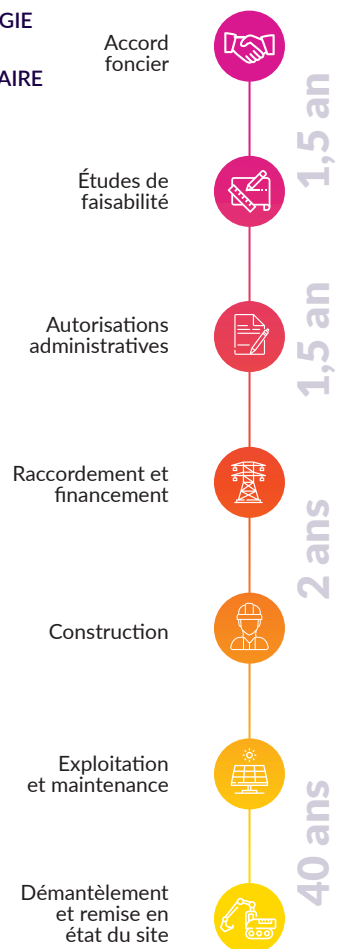 GIE
AIRE
Accord
foncier
1,5 an
Études de
faisabilité
1,5 an
Autorisations
administratives
Raccordement et
financement
2 ans
Construction
Exploitation
et maintenance
40 ans
Démantèlement
et remise en
état du site